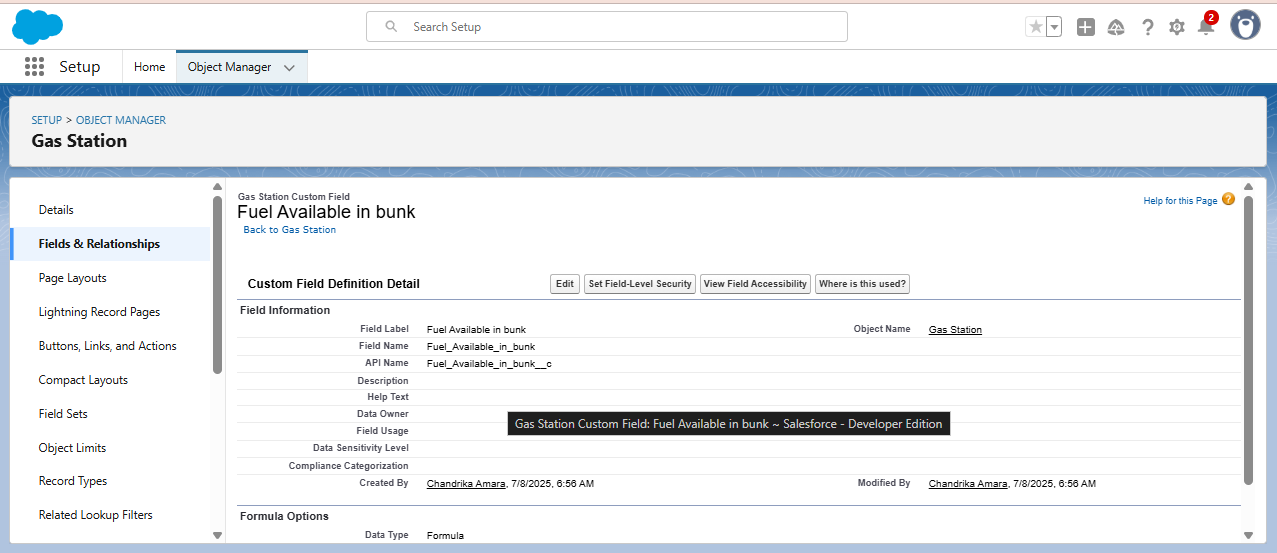 Search Setup
2
Setup
Home
Object Manager
SETUP > OBJECT MANAGER
Gas Station
Details
Fields & Relationships
Page Layouts
Lightning Record Pages
Buttons, Links, and Actions
Compact Layouts
Field Sets
Object Limits
Record Types
Related Lookup Filters
Gas Station Custom Field
Fuel Available in bunk
Back to Gas Station
Help for this Page ?
Custom Field Definition Detail
Edit
Set Field-Level Security
View Field Accessibility
Where is this used?
Field Information
Field Label Fuel Available in bunk Object Name Gas Station
Field Name Fuel_Available_in_bunk
API Name Fuel_Available_in_bunk__c
Description
Help Text
Data Owner
Gas Station Custom Field: Fuel Available in bunk ~ Salesforce - Developer Edition
Field Usage
Data Sensitivity Level
Compliance Categorization
Created By Chandrika Amara, 7/8/2025, 6:56 AM Modified By Chandrika Amara, 7/8/2025, 6:56 AM
Formula Options
Data Type Formula